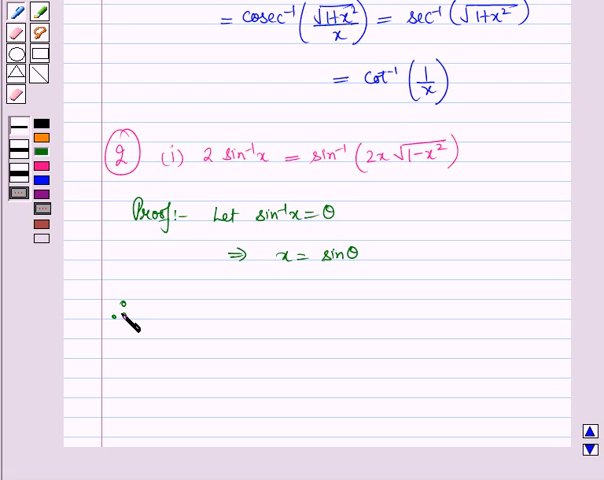 = cosec⁻¹(√(1+x²)/x) = sec⁻¹(√(1+x²))
= cot⁻¹(1/x)
2 (i) 2 sin⁻¹x = sin⁻¹(2x √(1-x²))
Proof:- Let sin⁻¹x = θ
⇒ x = sinθ
∴